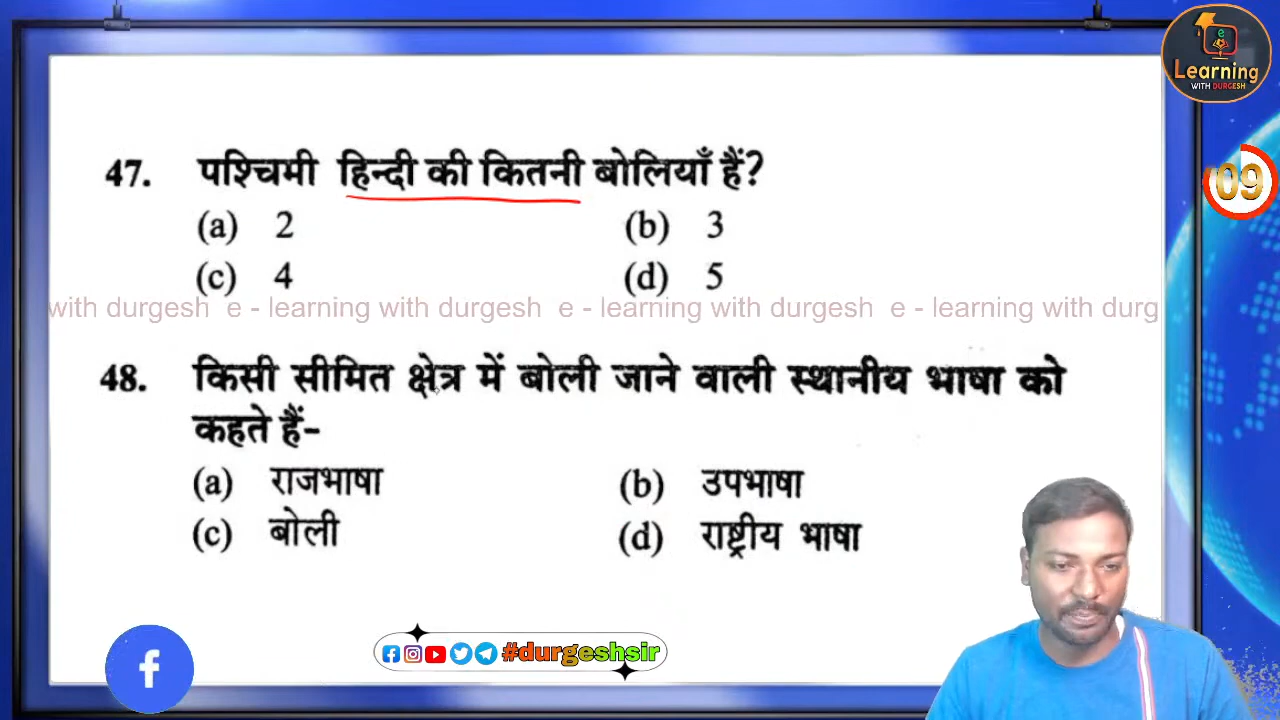 e
Learning
WITH DURGESH
09
47. पश्चिमी हिन्दी की कितनी बोलियाँ हैं?
(a) 2 (b) 3
(c) 4 (d) 5
with durgesh e - learning with durgesh e - learning with durgesh e - learning with durg
48. किसी सीमित क्षेत्र में बोली जाने वाली स्थानीय भाषा को
कहते हैं-
(a) राजभाषा (b) उपभाषा
(c) बोली (d) राष्ट्रीय भाषा
#durgeshsir